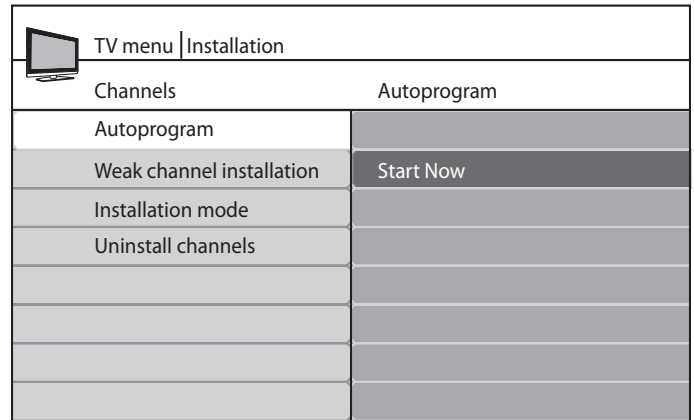 TV menu | Installation
Channels Autoprogram
Autoprogram
Weak channel installation Start Now
Installation mode
Uninstall channels